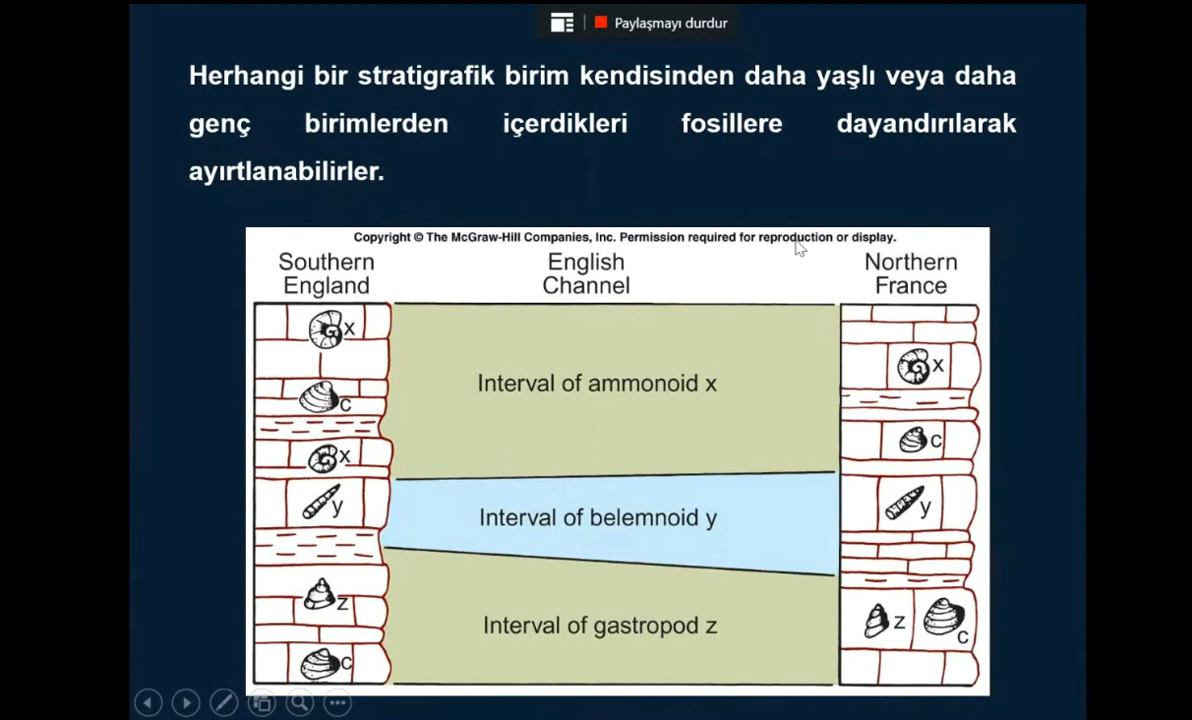 Paylaşmayı durdur
Herhangi bir stratigrafik birim kendisinden daha yaşlı veya daha
genç birimlerden içerdikleri fosillere dayandırılarak
ayırtlanabilirler.
Copyright © The McGraw-Hill Companies, Inc. Permission required for reproduction or display.
Southern
England
English
Channel
Northern
France
x
c
x
y
z
c
Interval of ammonoid x
Interval of belemnoid y
Interval of gastropod z
x
c
y
z
c